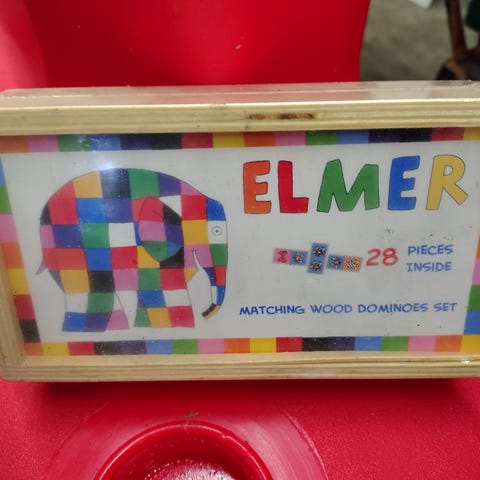 ELMER
28 PIECES
INSIDE
MATCHING WOOD DOMINOES SET